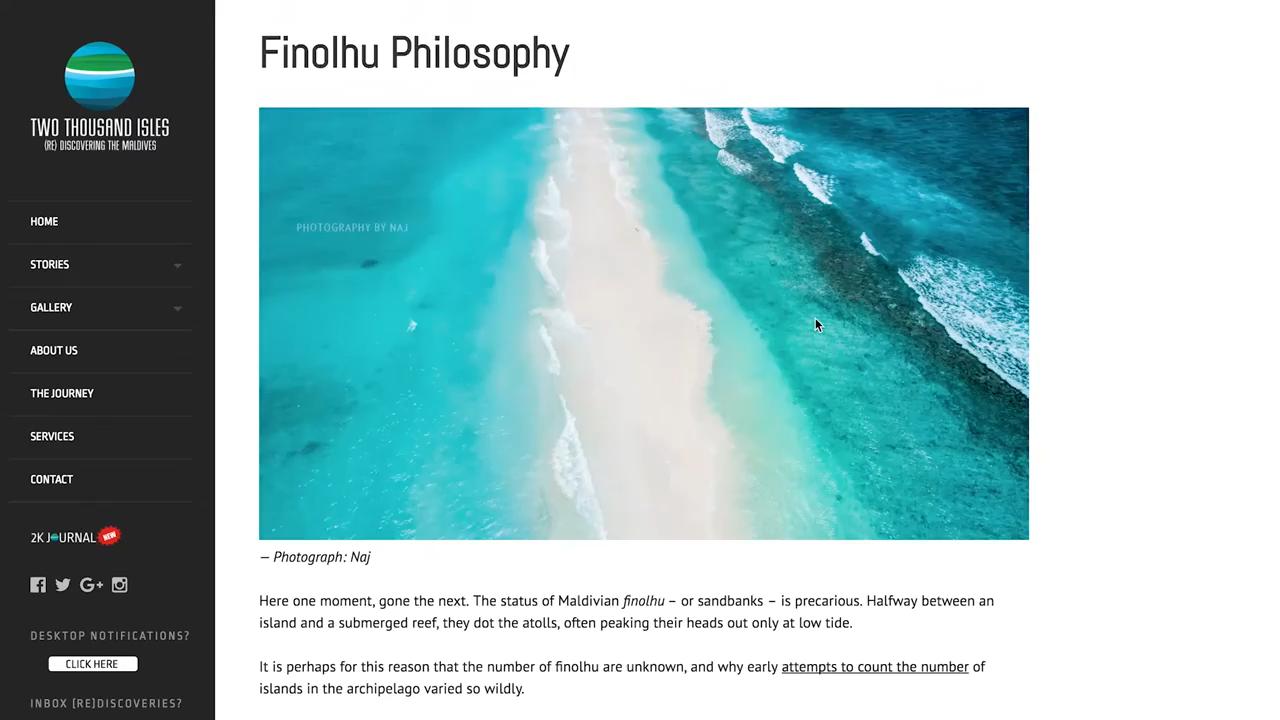 TWO THOUSAND ISLES
(RE) DISCOVERING THE MALDIVES
HOME
STORIES
GALLERY
ABOUT US
THE JOURNEY
SERVICES
CONTACT
2K JOURNAL NEW
DESKTOP NOTIFICATIONS?
CLICK HERE
INBOX [RE]DISCOVERIES?
Finolhu Philosophy
PHOTOGRAPHY BY NAJ
— Photograph: Naj
Here one moment, gone the next. The status of Maldivian finolhu – or sandbanks – is precarious. Halfway between an
island and a submerged reef, they dot the atolls, often peaking their heads out only at low tide.
It is perhaps for this reason that the number of finolhu are unknown, and why early attempts to count the number of
islands in the archipelago varied so wildly.